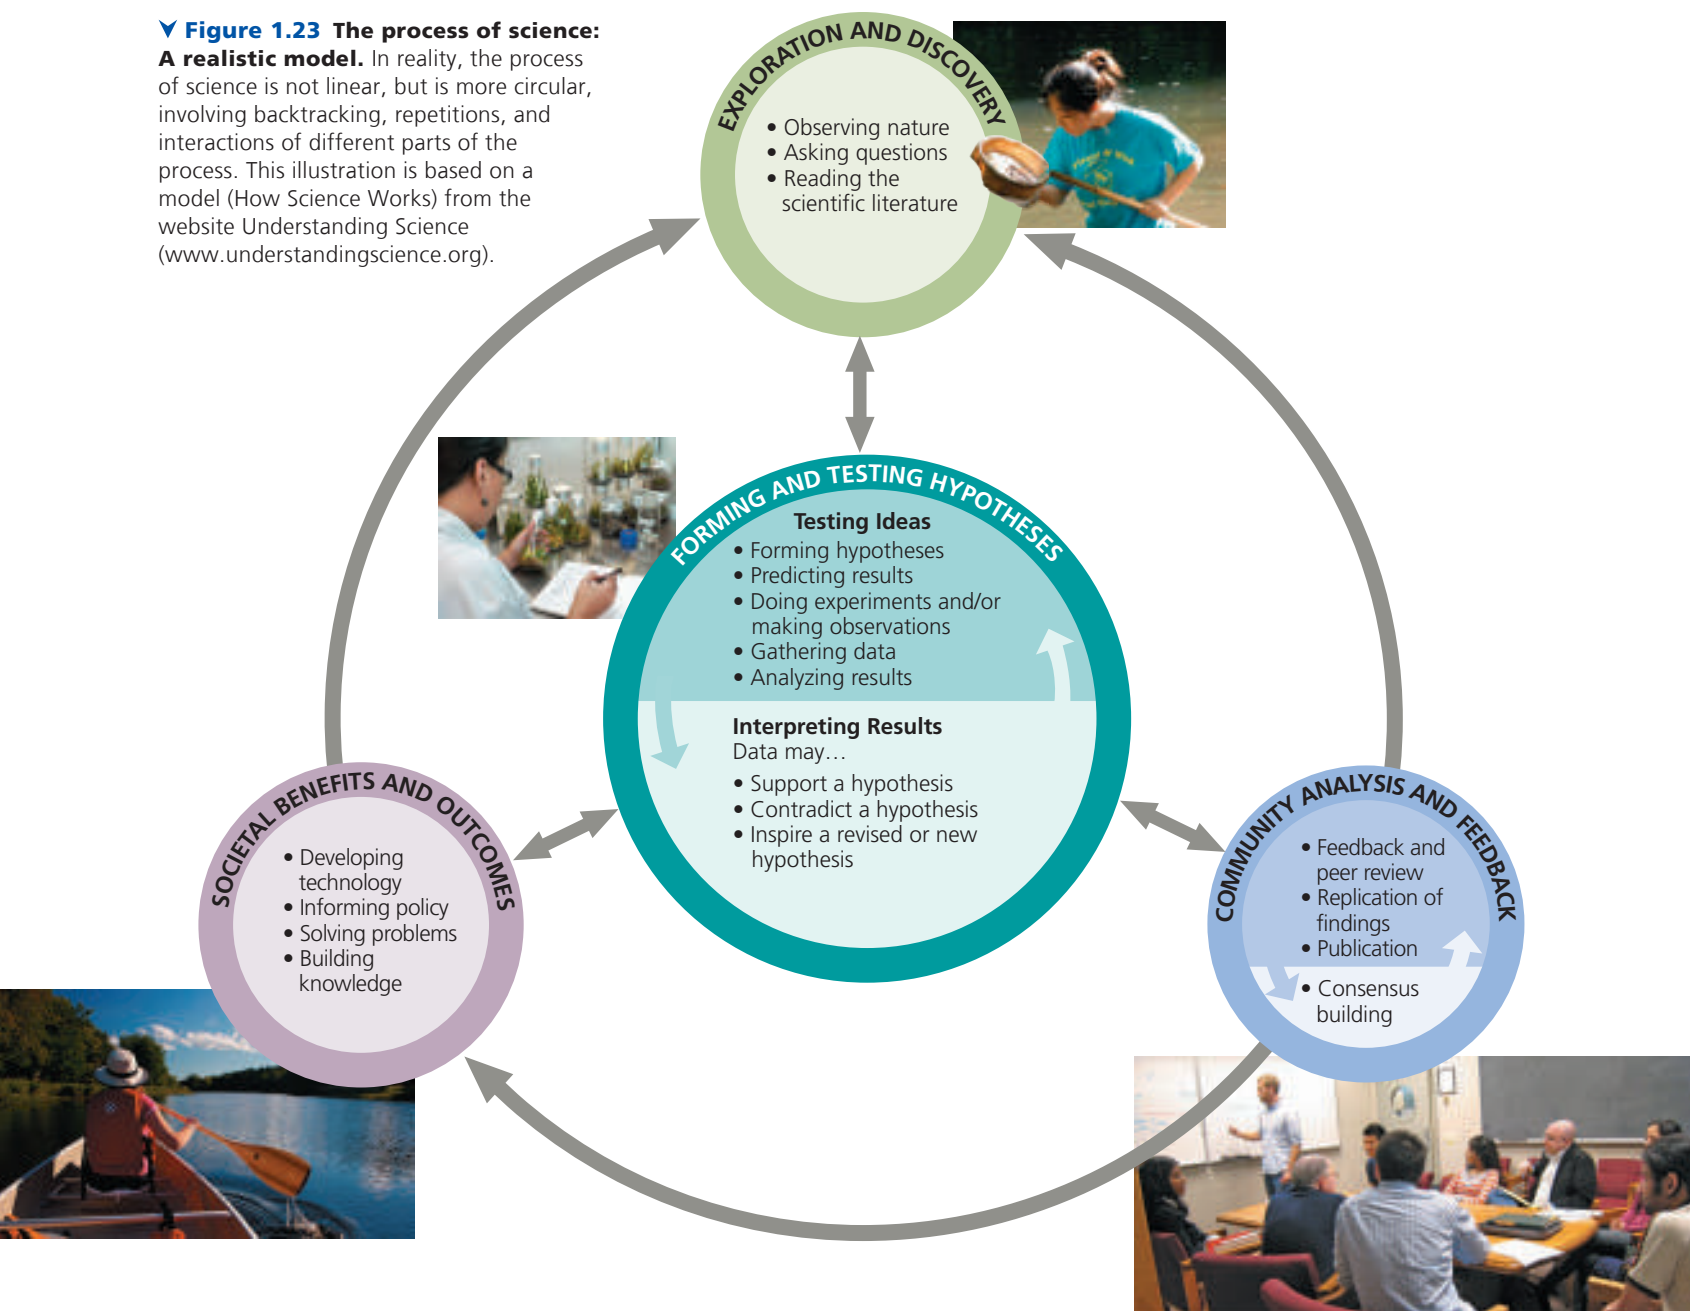 Figure 1.23 The process of science:
A realistic model. In reality, the process
of science is not linear, but is more circular,
involving backtracking, repetitions, and
interactions of different parts of the
process. This illustration is based on a
model (How Science Works) from the
website Understanding Science
(www.understandingscience.org).
EXPLORATION AND DISCOVERY
• Observing nature
• Asking questions
• Reading the
scientific literature
FORMING AND TESTING HYPOTHESES
Testing Ideas
• Forming hypotheses
• Predicting results
• Doing experiments and/or
making observations
• Gathering data
• Analyzing results
Interpreting Results
Data may…
• Support a hypothesis
• Contradict a hypothesis
• Inspire a revised or new
hypothesis
SOCIETAL BENEFITS AND OUTCOMES
• Developing
technology
• Informing policy
• Solving problems
• Building
knowledge
COMMUNITY ANALYSIS AND FEEDBACK
• Feedback and
peer review
• Replication of
findings
• Publication
• Consensus
building